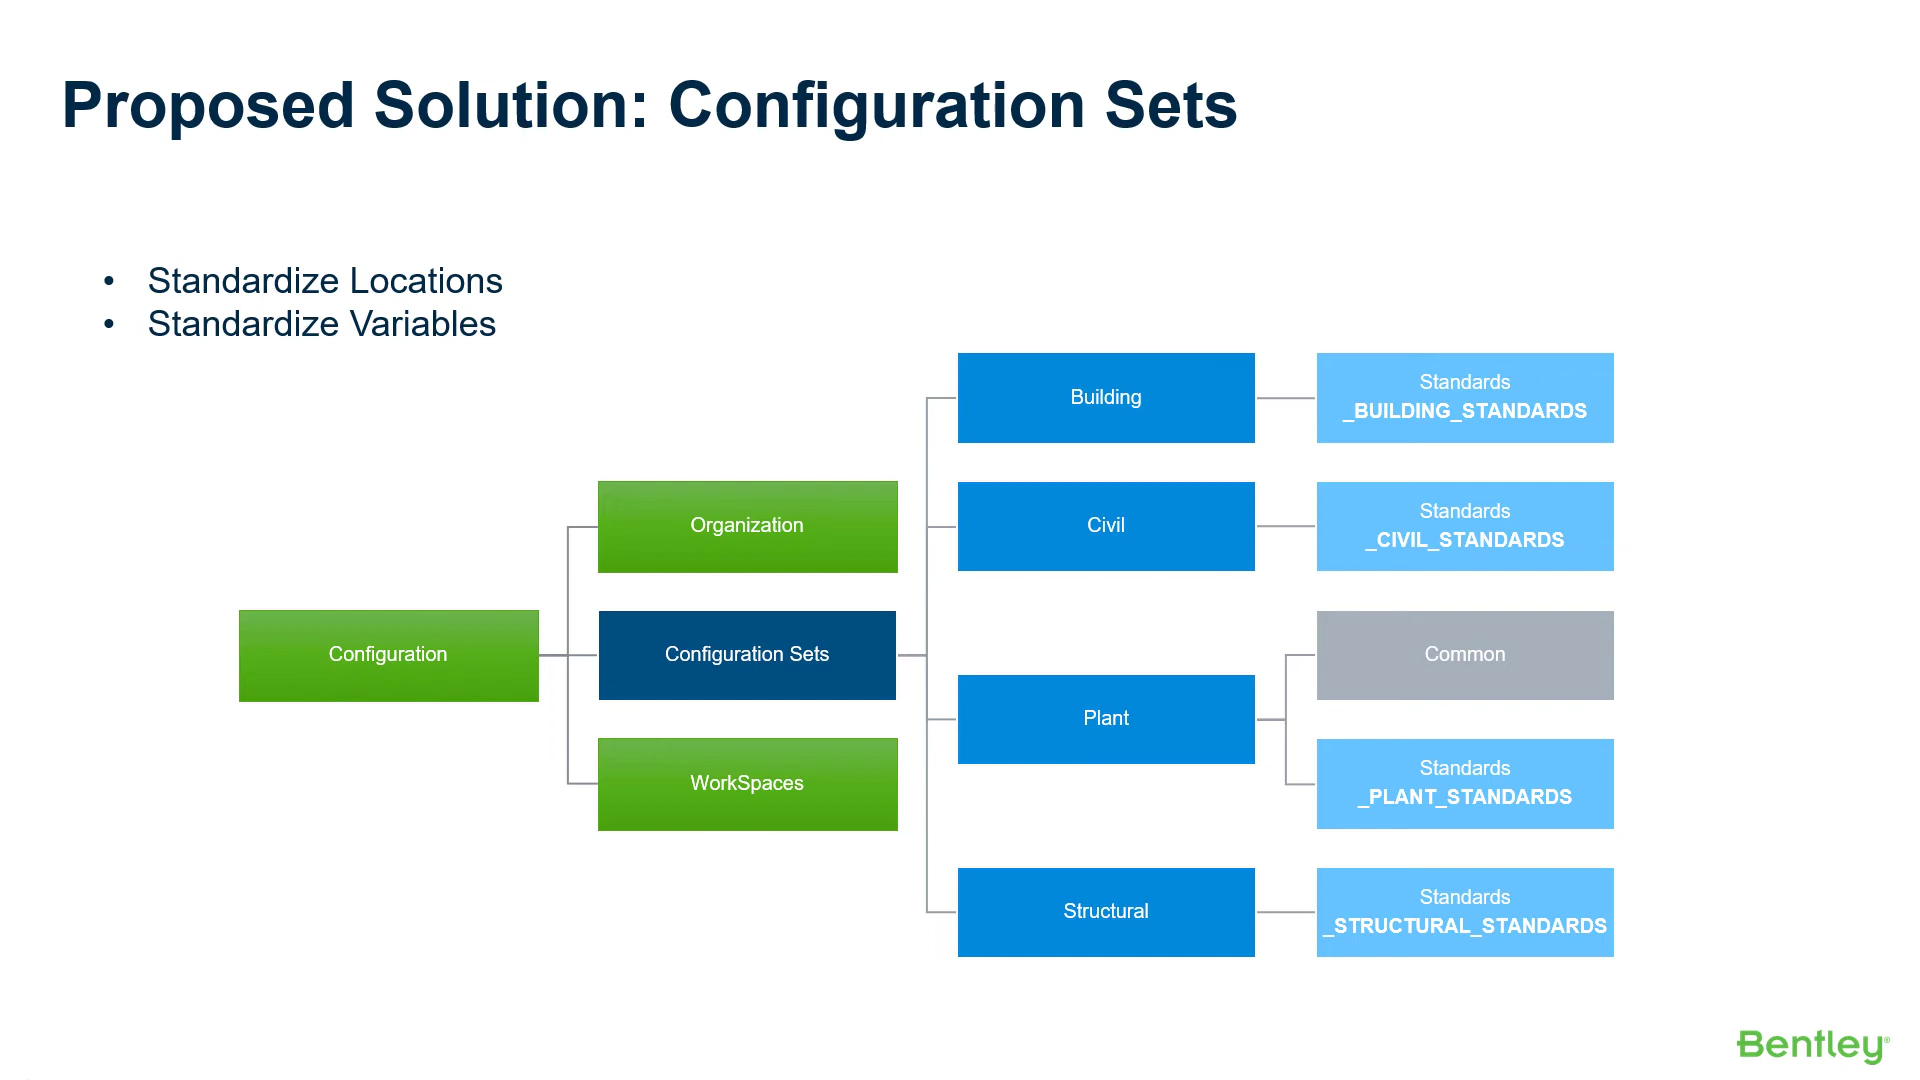 Proposed Solution: Configuration Sets
• Standardize Locations
• Standardize Variables
Configuration
Organization
Configuration Sets
WorkSpaces
Building
Standards
_BUILDING_STANDARDS
Civil
Standards
_CIVIL_STANDARDS
Plant
Common
Standards
_PLANT_STANDARDS
Structural
Standards
_STRUCTURAL_STANDARDS
Bentley®